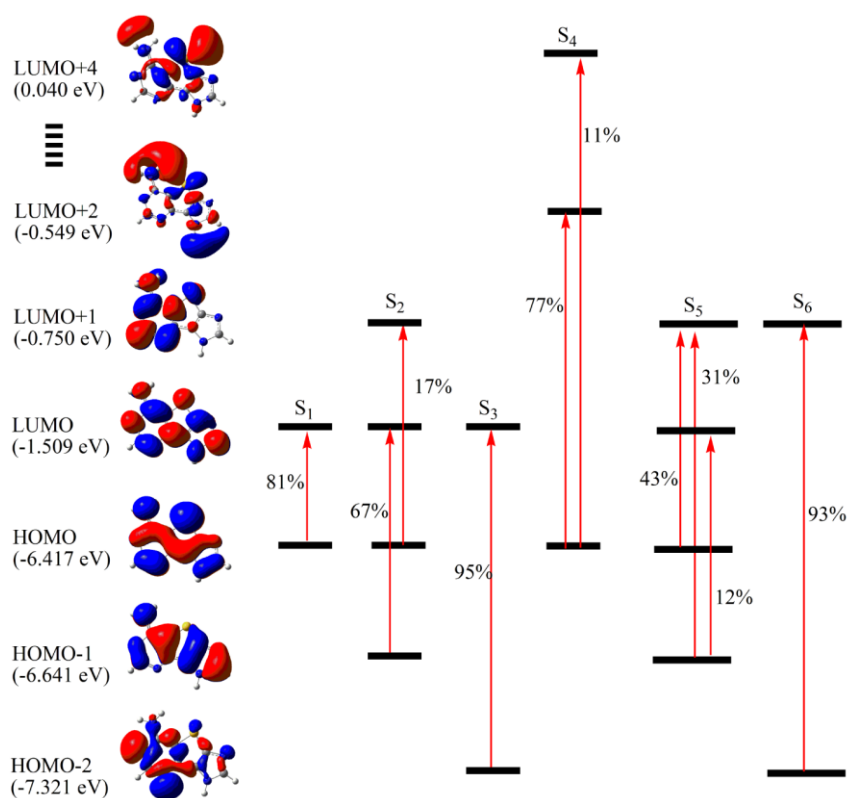 LUMO+4
(0.040 eV)
LUMO+2
(-0.549 eV)
LUMO+1
(-0.750 eV)
LUMO
(-1.509 eV)
HOMO
(-6.417 eV)
HOMO-1
(-6.641 eV)
HOMO-2
(-7.321 eV)
S1
81%
S2
17%
67%
S3
95%
S4
11%
77%
S5
31%
43%
12%
S6
93%